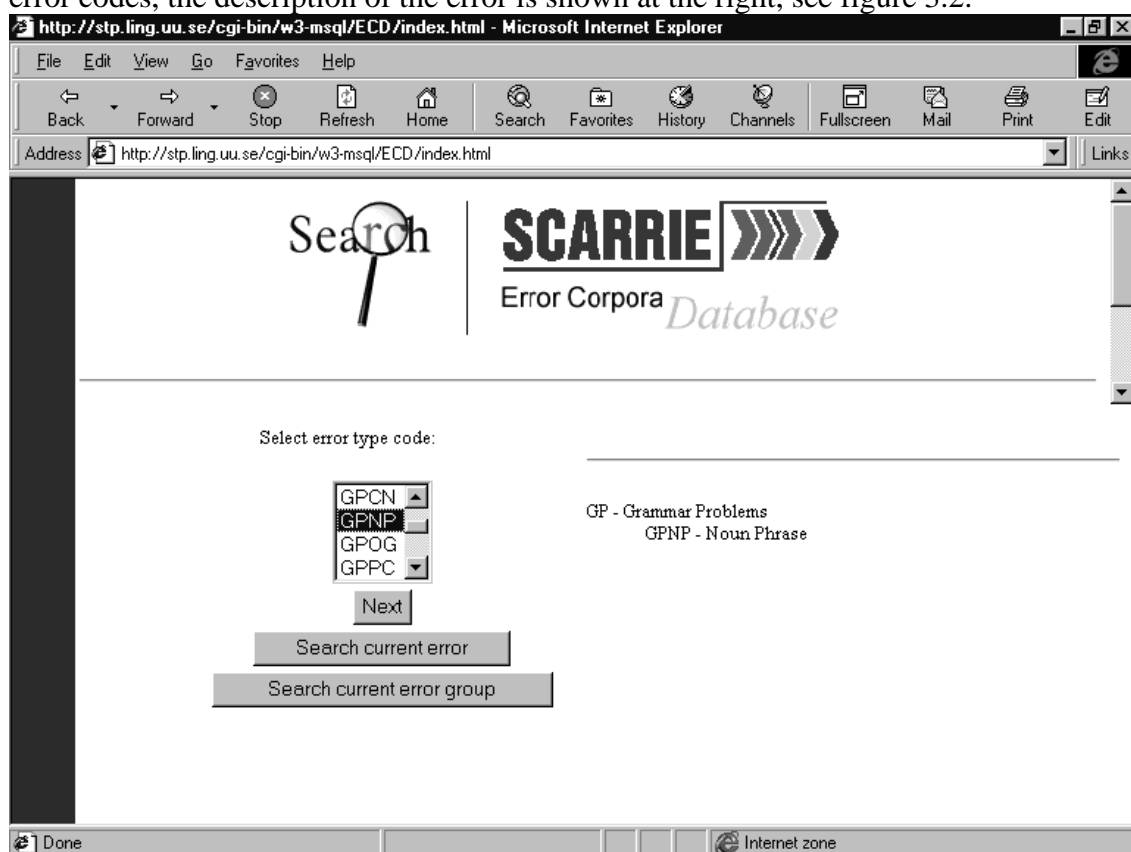 error codes, the description of the error is shown at the right, see figure 3.2.
http://stp.ling.uu.se/cgi-bin/w3-msql/ECD/index.html - Microsoft Internet Explorer
File Edit View Go Favorites Help
Back Forward Stop Refresh Home Search Favorites History Channels Fullscreen Mail Print Edit
Address http://stp.ling.uu.se/cgi-bin/w3-msql/ECD/index.html Links
Search SCARRIE
Error Corpora Database
Select error type code:
GPCN
GPNP
GPOG
GPPC
GP - Grammar Problems
GPNP - Noun Phrase
Next
Search current error
Search current error group
Done Internet zone